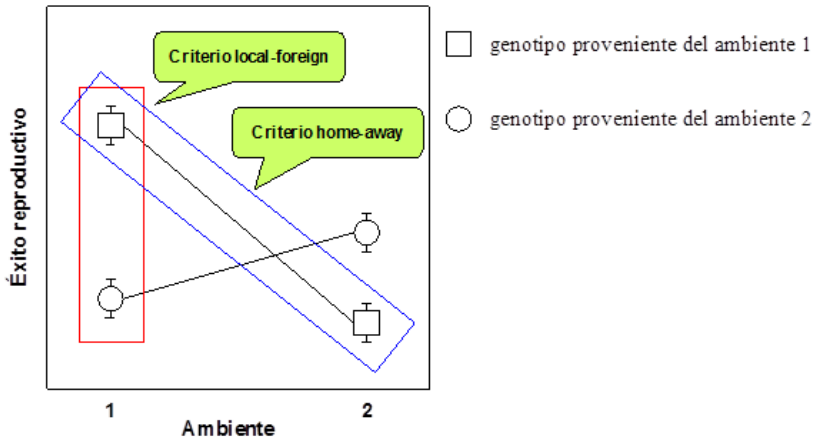 Criterio local-foreign
Criterio home-away
Éxito reproductivo
1
2
Ambiente
genotipo proveniente del ambiente 1
genotipo proveniente del ambiente 2